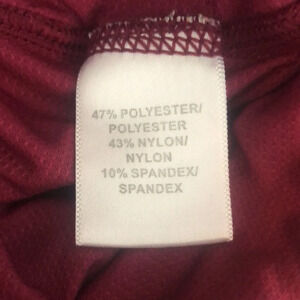 47% POLYESTER/
POLYESTER
43% NYLON/
NYLON
10% SPANDEX/
SPANDEX